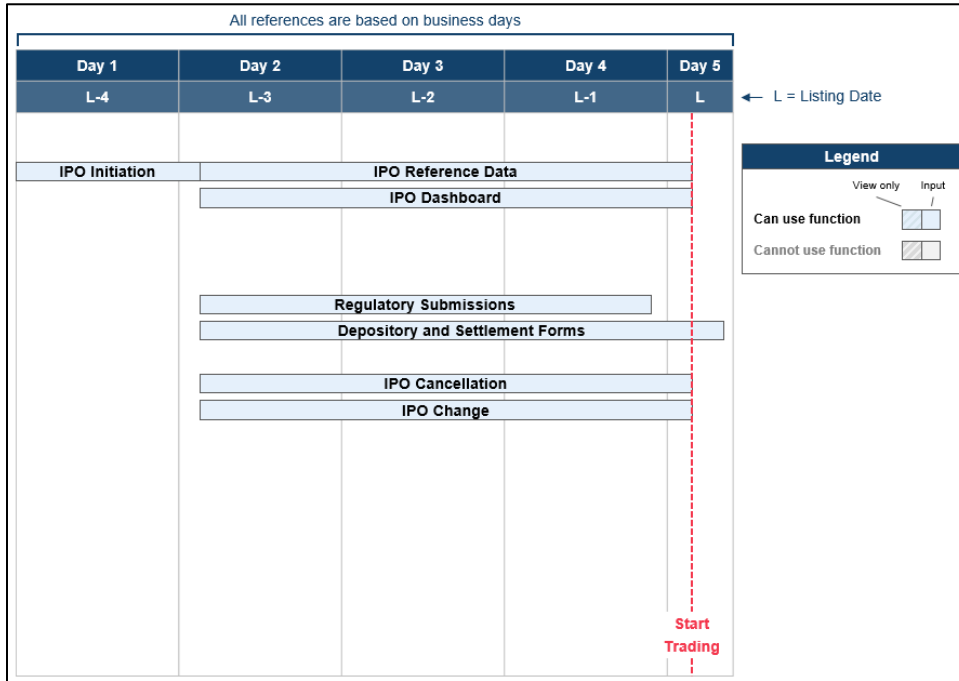 All references are based on business days
Day 1 Day 2 Day 3 Day 4 Day 5
L-4 L-3 L-2 L-1 L
L = Listing Date
Legend
View only Input
Can use function
Cannot use function
IPO Initiation IPO Reference Data
IPO Dashboard
Regulatory Submissions
Depository and Settlement Forms
IPO Cancellation
IPO Change
Start
Trading